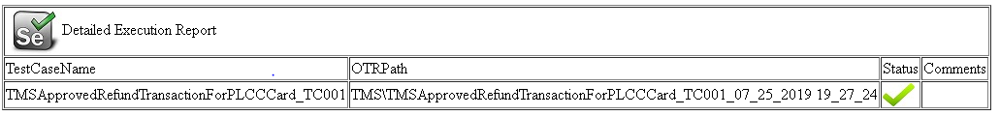 Se Detailed Execution Report
TestCaseName OTRPath Status Comments
TMSApprovedRefundTransactionForPLCCCard_TC001 TMS\TMSApprovedRefundTransactionForPLCCCard_TC001_07_25_2019 19_27_24